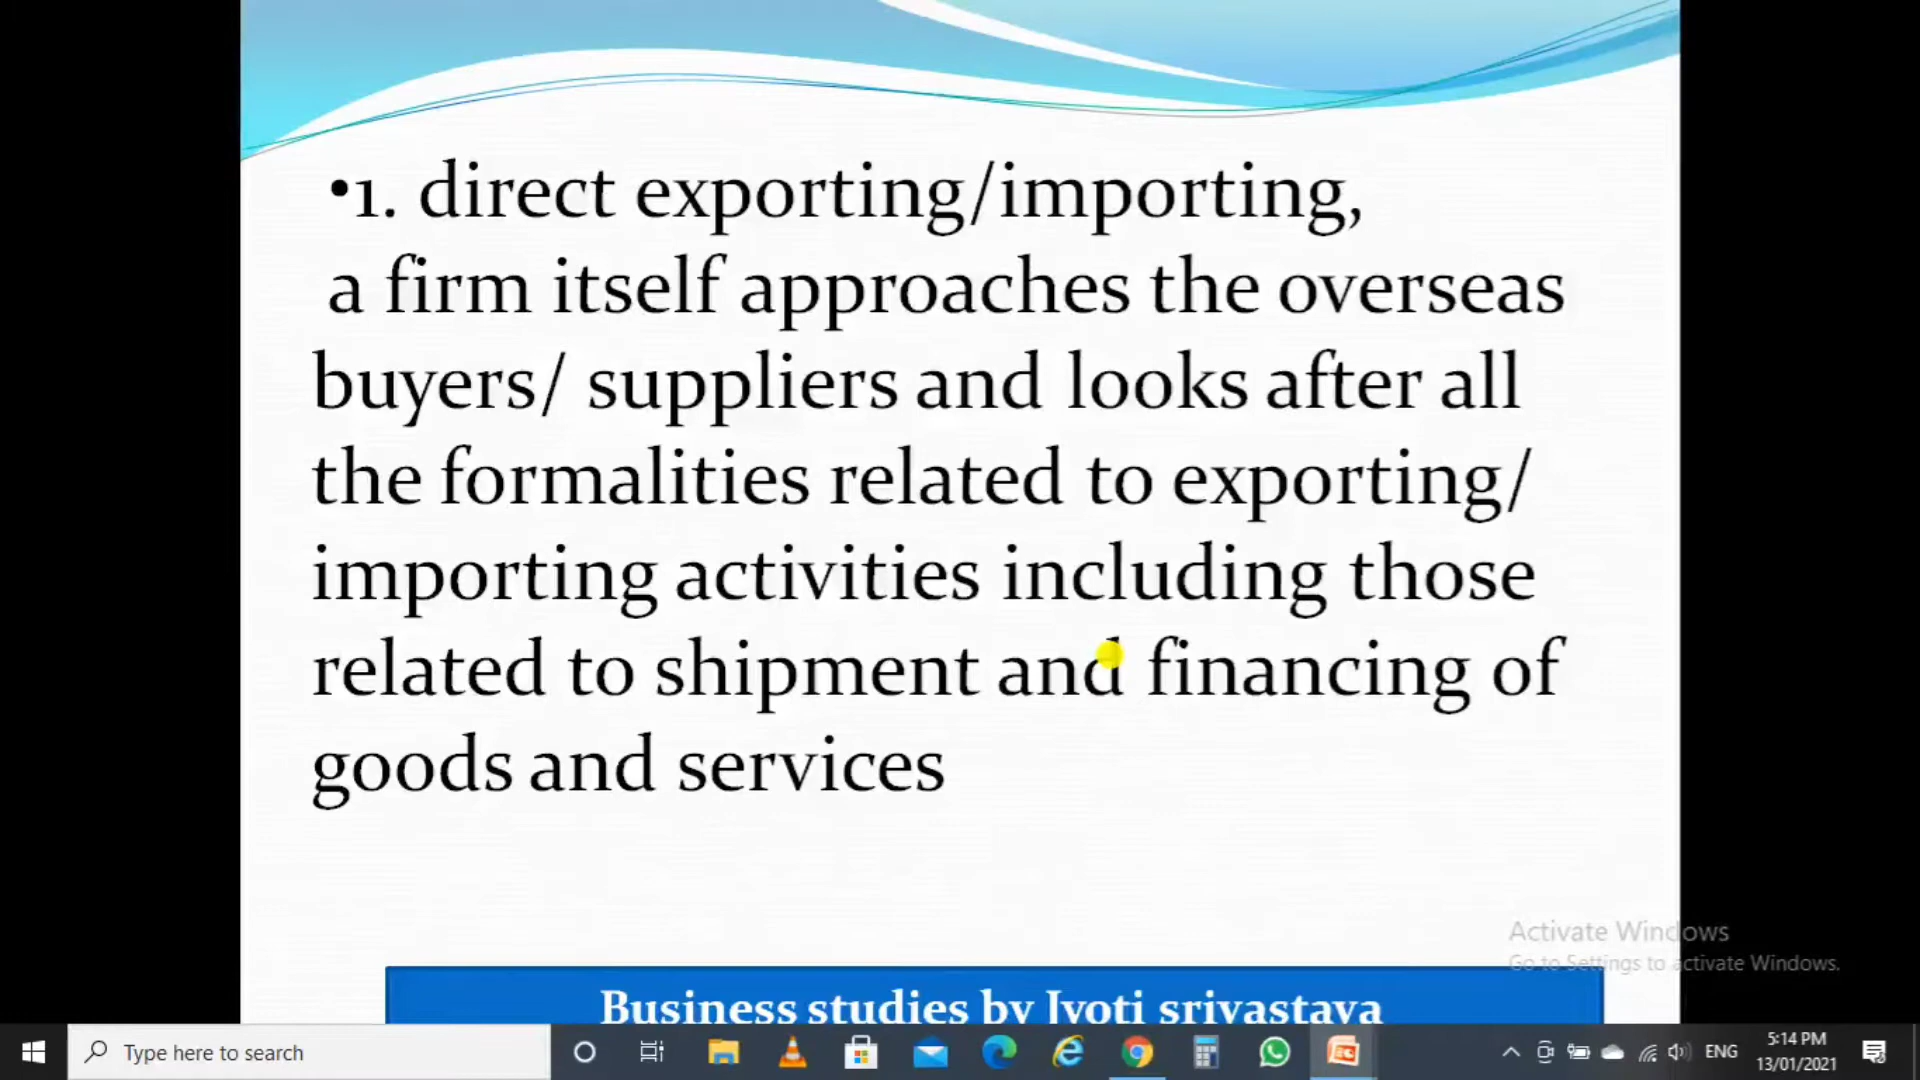 •1. direct exporting/importing,
a firm itself approaches the overseas
buyers/ suppliers and looks after all
the formalities related to exporting/
importing activities including those
related to shipment and financing of
goods and services
Activate Windows
Go to Settings to activate Windows.
Business studies by Jyoti srivastava
Type here to search
ENG
5:14 PM
13/01/2021